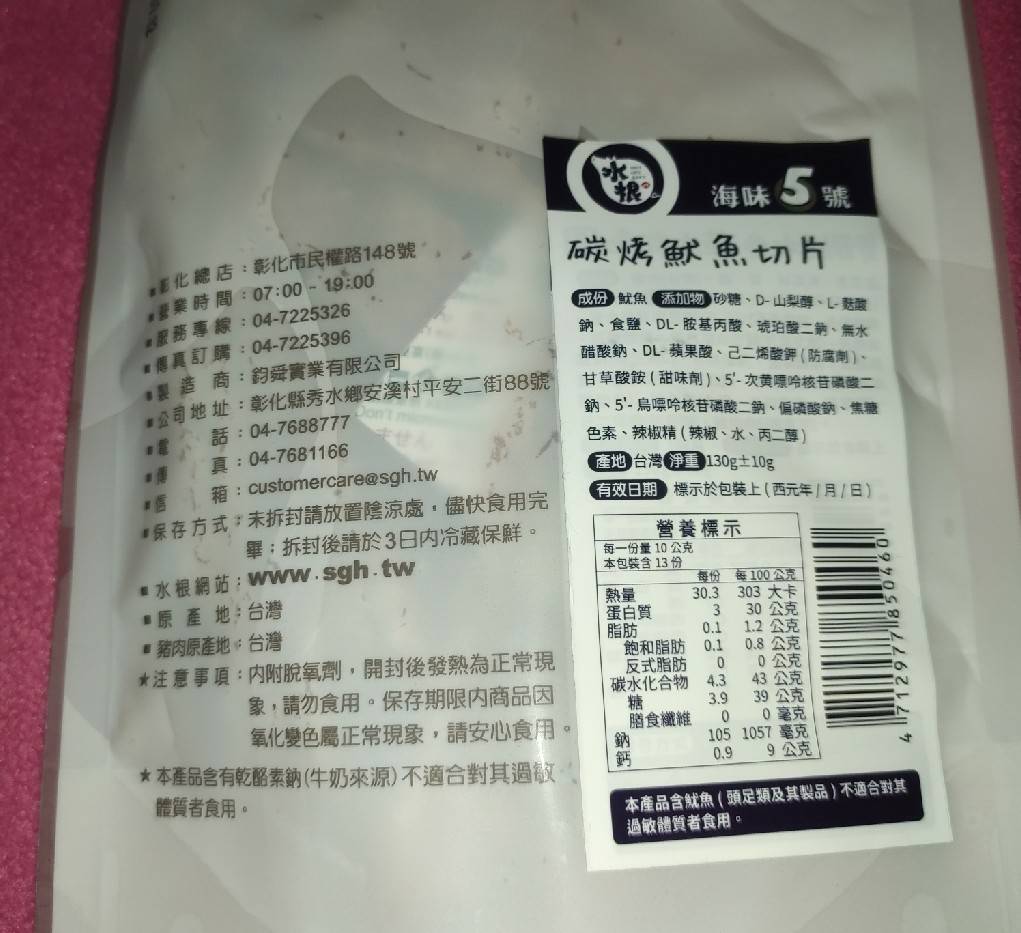 彰化總店：彰化市民權路148號
營業時間：07:00 - 19:00
服務專線：04-7225326
傳真訂購：04-7225396
製造商：鈞舜實業有限公司
公司地址：彰化縣秀水鄉安溪村平安二街88號
電話：04-7688777
傳真：04-7681166
信箱：customercare@sgh.tw
保存方式：未拆封請放置陰涼處，儘快食用完
畢；拆封後請於3日內冷藏保鮮。
水根網站：www.sgh.tw
原產地：台灣
豬肉原產地：台灣
★注意事項：內附脫氧劑，開封後發熱為正常現
象，請勿食用。保存期限內商品因
氧化變色屬正常現象，請安心食用。
★本產品含有乾酪素鈉(牛奶來源)不適合對其過敏
體質者食用。
水根
海味5號
碳烤魷魚切片
成份 魷魚 添加物 砂糖、D-山梨醇、L-麩酸
鈉、食鹽、DL-胺基丙酸、琥珀酸二鈉、無水
醋酸鈉、DL-蘋果酸、己二烯酸鉀(防腐劑)、
甘草酸銨(甜味劑)、5'-次黄嘌呤核苷磷酸二
鈉、5'-鳥嘌呤核苷磷酸二鈉、偏磷酸鈉、焦糖
色素、辣椒精(辣椒、水、丙二醇)
產地 台灣 淨重 130g±10g
有效日期 標示於包裝上(西元年/月/日)
營養標示
每一份量 10 公克
本包裝含 13 份
每份 每 100 公克
熱量 30.3 303 大卡
蛋白質 3 30 公克
脂肪 0.1 1.2 公克
飽和脂肪 0.1 0.8 公克
反式脂肪 0 0 公克
碳水化合物 4.3 43 公克
糖 3.9 39 公克
膳食纖維 0 0 毫克
鈉 105 1057 毫克
鈣 0.9 9 公克
4 712977 850460
本產品含魷魚(頭足類及其製品)不適合對其
過敏體質者食用。